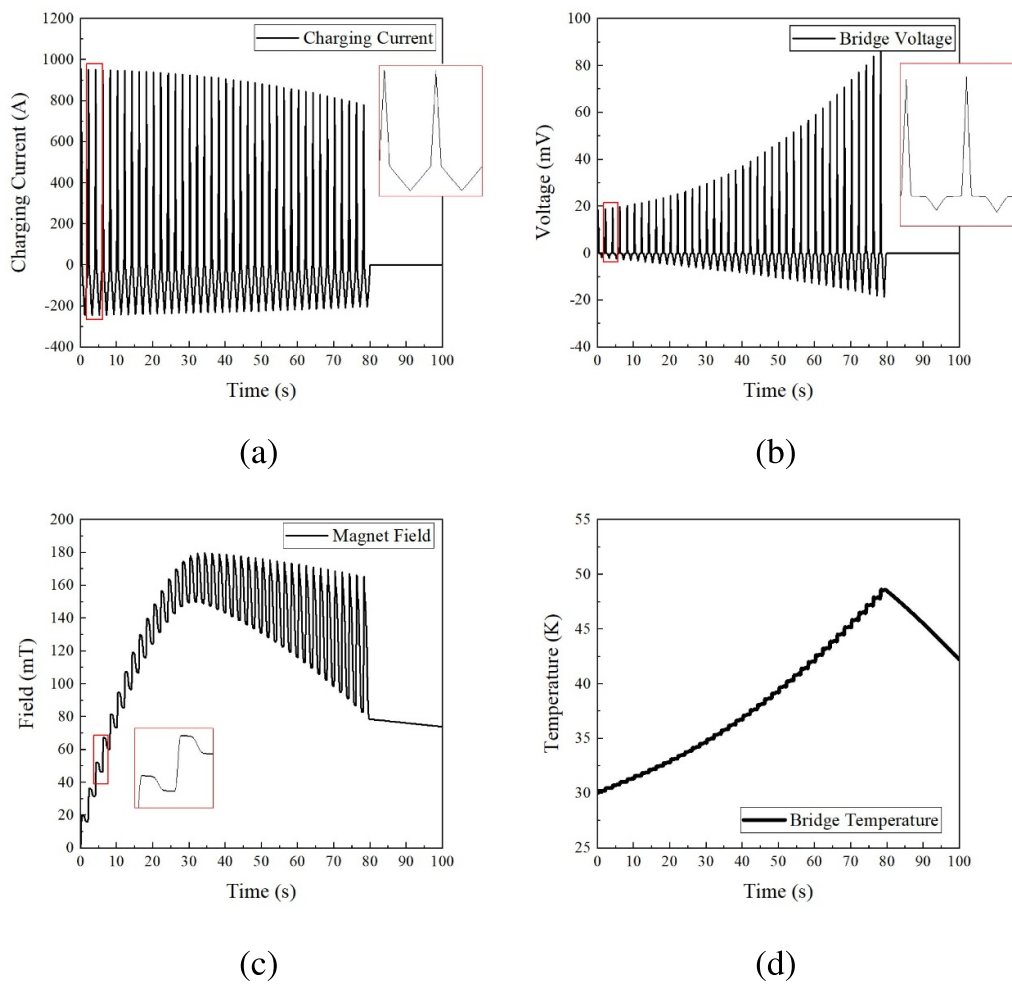 1200
1000
800
600
400
200
0
-200
-400
Charging Current (A)
Charging Current
0 10 20 30 40 50 60 70 80 90 100
Time (s)
(a)
100
80
60
40
20
0
-20
-40
Voltage (mV)
Bridge Voltage
0 10 20 30 40 50 60 70 80 90 100
Time (s)
(b)
200
180
160
140
120
100
80
60
40
20
0
Field (mT)
Magnet Field
0 10 20 30 40 50 60 70 80 90 100
Time (s)
(c)
55
50
45
40
35
30
25
Temperature (K)
Bridge Temperature
0 10 20 30 40 50 60 70 80 90 100
Time (s)
(d)